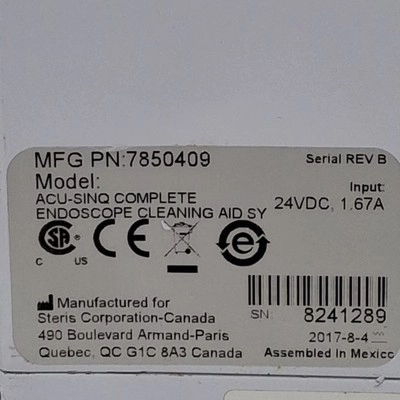 MFG PN:7850409
Serial REV B
Model:
ACU-SINQ COMPLETE
ENDOSCOPE CLEANING AID SY
Input:
24VDC, 1.67A
C US
Manufactured for
Steris Corporation-Canada
490 Boulevard Armand-Paris
Quebec, QC G1C 8A3 Canada
SN: 8241289
2017-8-4
Assembled in Mexico